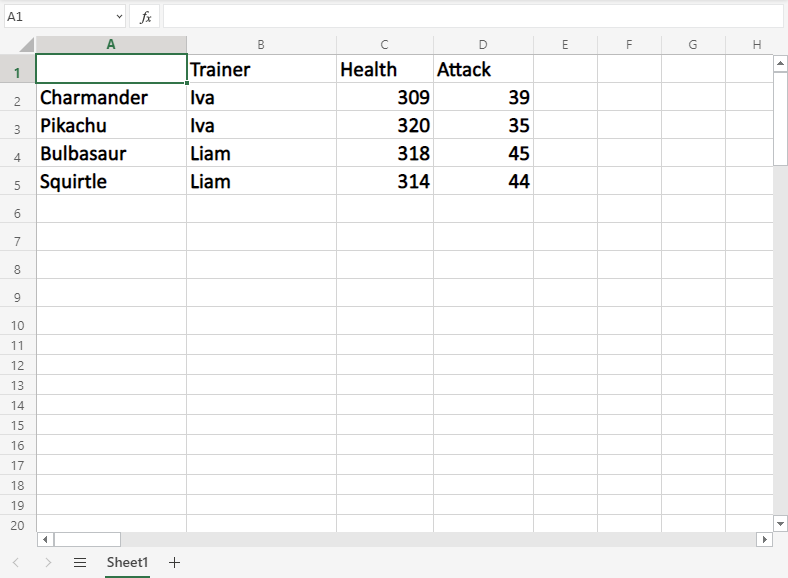 A1 fx
A B C D E F G H
1 Trainer Health Attack
2 Charmander Iva 309 39
3 Pikachu Iva 320 35
4 Bulbasaur Liam 318 45
5 Squirtle Liam 314 44
6
7
8
9
10
11
12
13
14
15
16
17
18
19
20
Sheet1